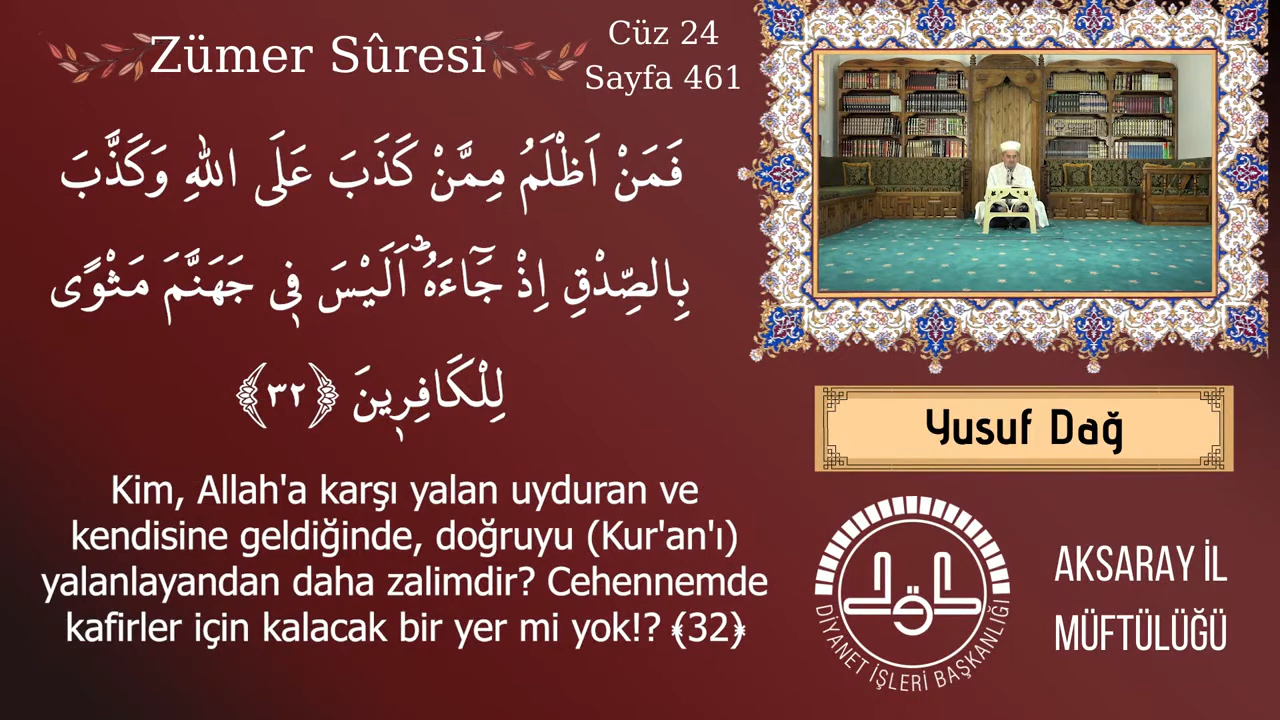 Zümer Sûresi
Cüz 24
Sayfa 461
فَمَنْ اَظْلَمُ مِمَّنْ كَذَبَ عَلَى اللّٰهِ وَكَذَّبَ
بِالصِّدْقِ اِذْ جَٓاءَهُۜ اَلَيْسَ ف۪ي جَهَنَّمَ مَثْوًى
لِلْكَافِر۪ينَ ﴿٣٢﴾
Kim, Allah'a karşı yalan uyduran ve
kendisine geldiğinde, doğruyu (Kur'an'ı)
yalanlayandan daha zalimdir? Cehennemde
kafirler için kalacak bir yer mi yok!? ﴾32﴿
Yusuf Dağ
DİYANET İŞLERİ BAŞKANLIĞI
AKSARAY İL
MÜFTÜLÜĞÜ